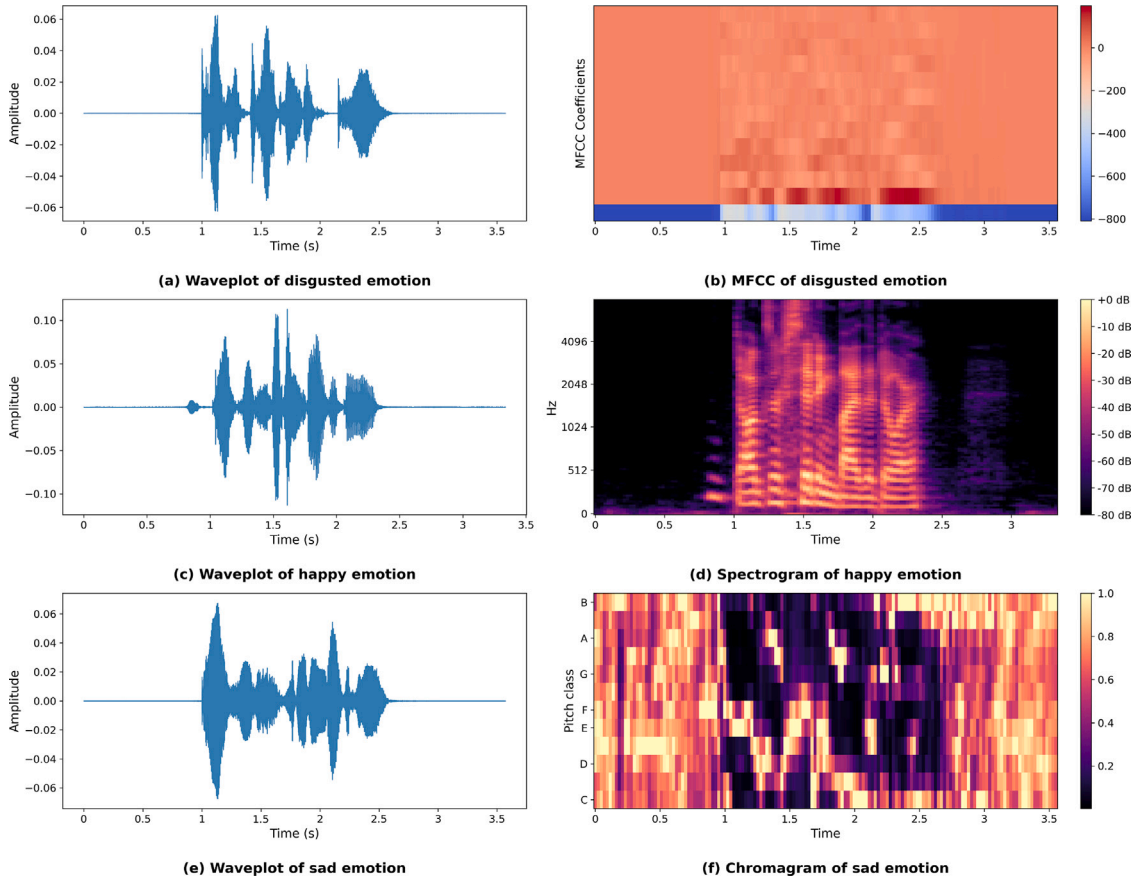 0.06
0.04
0.02
0.00
−0.02
−0.04
−0.06
Amplitude
0
0.5
1
1.5
2
2.5
3
3.5
Time (s)
(a) Waveplot of disgusted emotion
MFCC Coefficients
0
0.5
1
1.5
2
2.5
3
3.5
Time
0
−200
−400
−600
−800
(b) MFCC of disgusted emotion
0.10
0.05
0.00
−0.05
−0.10
Amplitude
0
0.5
1
1.5
2
2.5
3
3.5
Time (s)
(c) Waveplot of happy emotion
4096
2048
1024
512
0
Hz
0
0.5
1
1.5
2
2.5
3
Time
+0 dB
-10 dB
-20 dB
-30 dB
-40 dB
-50 dB
-60 dB
-70 dB
-80 dB
(d) Spectrogram of happy emotion
0.06
0.04
0.02
0.00
−0.02
−0.04
−0.06
Amplitude
0
0.5
1
1.5
2
2.5
3
3.5
Time (s)
(e) Waveplot of sad emotion
B
A
G
F
E
D
C
Pitch class
0
0.5
1
1.5
2
2.5
3
3.5
Time
1.0
0.8
0.6
0.4
0.2
(f) Chromagram of sad emotion